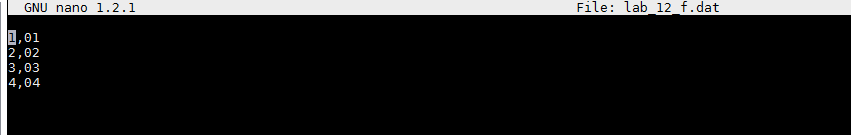 GNU nano 1.2.1 File: lab_12_f.dat
1,01
2,02
3,03
4,04